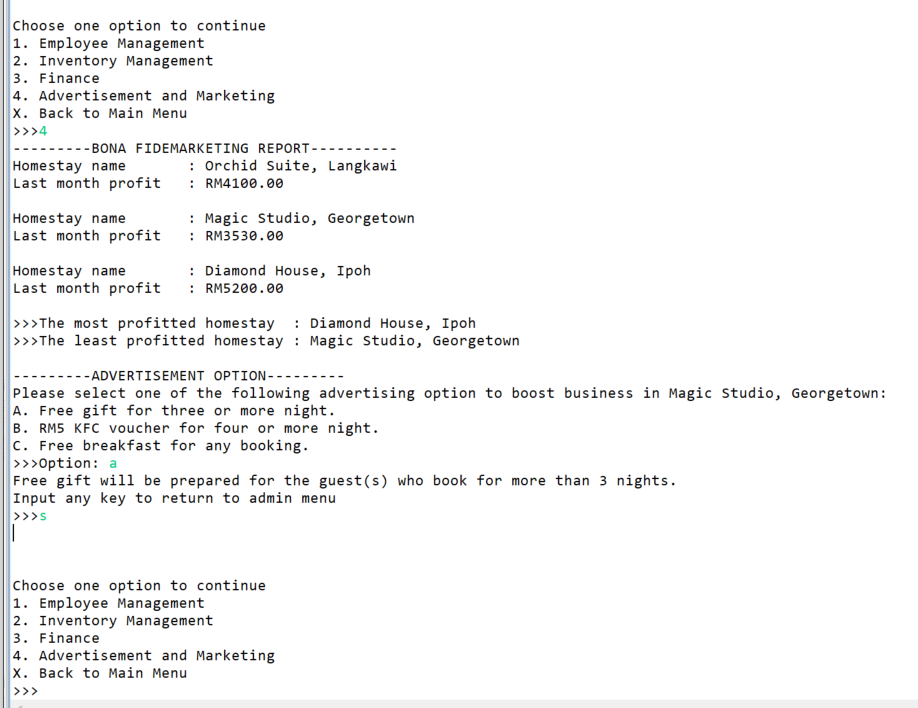 Choose one option to continue
1. Employee Management
2. Inventory Management
3. Finance
4. Advertisement and Marketing
X. Back to Main Menu
>>>4
---------BONA FIDEMARKETING REPORT----------
Homestay name       : Orchid Suite, Langkawi
Last month profit   : RM4100.00
Homestay name       : Magic Studio, Georgetown
Last month profit   : RM3530.00
Homestay name       : Diamond House, Ipoh
Last month profit   : RM5200.00
>>>The most profitted homestay  : Diamond House, Ipoh
>>>The least profitted homestay : Magic Studio, Georgetown
---------ADVERTISEMENT OPTION---------
Please select one of the following advertising option to boost business in Magic Studio, Georgetown:
A. Free gift for three or more night.
B. RM5 KFC voucher for four or more night.
C. Free breakfast for any booking.
>>>Option: a
Free gift will be prepared for the guest(s) who book for more than 3 nights.
Input any key to return to admin menu
>>>s
Choose one option to continue
1. Employee Management
2. Inventory Management
3. Finance
4. Advertisement and Marketing
X. Back to Main Menu
>>>